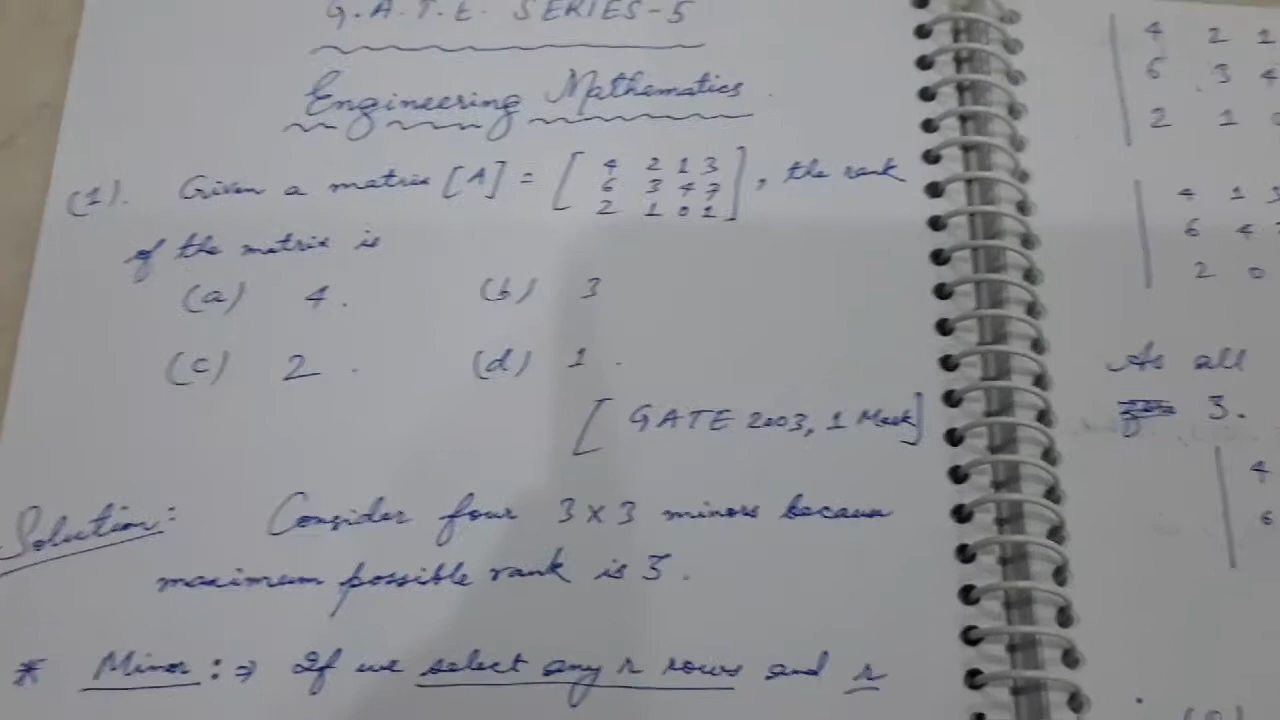 G.A.T.E. SERIES-5
Engineering Mathematics.
(1). Given a matrix [A] = [ 4 2 1 3
6 3 4 7
2 1 0 1 ], the rank
of the matrix is
(a) 4. (b) 3
(c) 2. (d) 1.
[GATE 2003, 1 Mark]
Solution: Consider four 3 x 3 minors because
maximum possible rank is 3.
* Minor :⇒ If we select any r rows and r
4 2 1
6 3 4
2 1 0
4 1 3
6 4
2 0
As all
3.
4
6